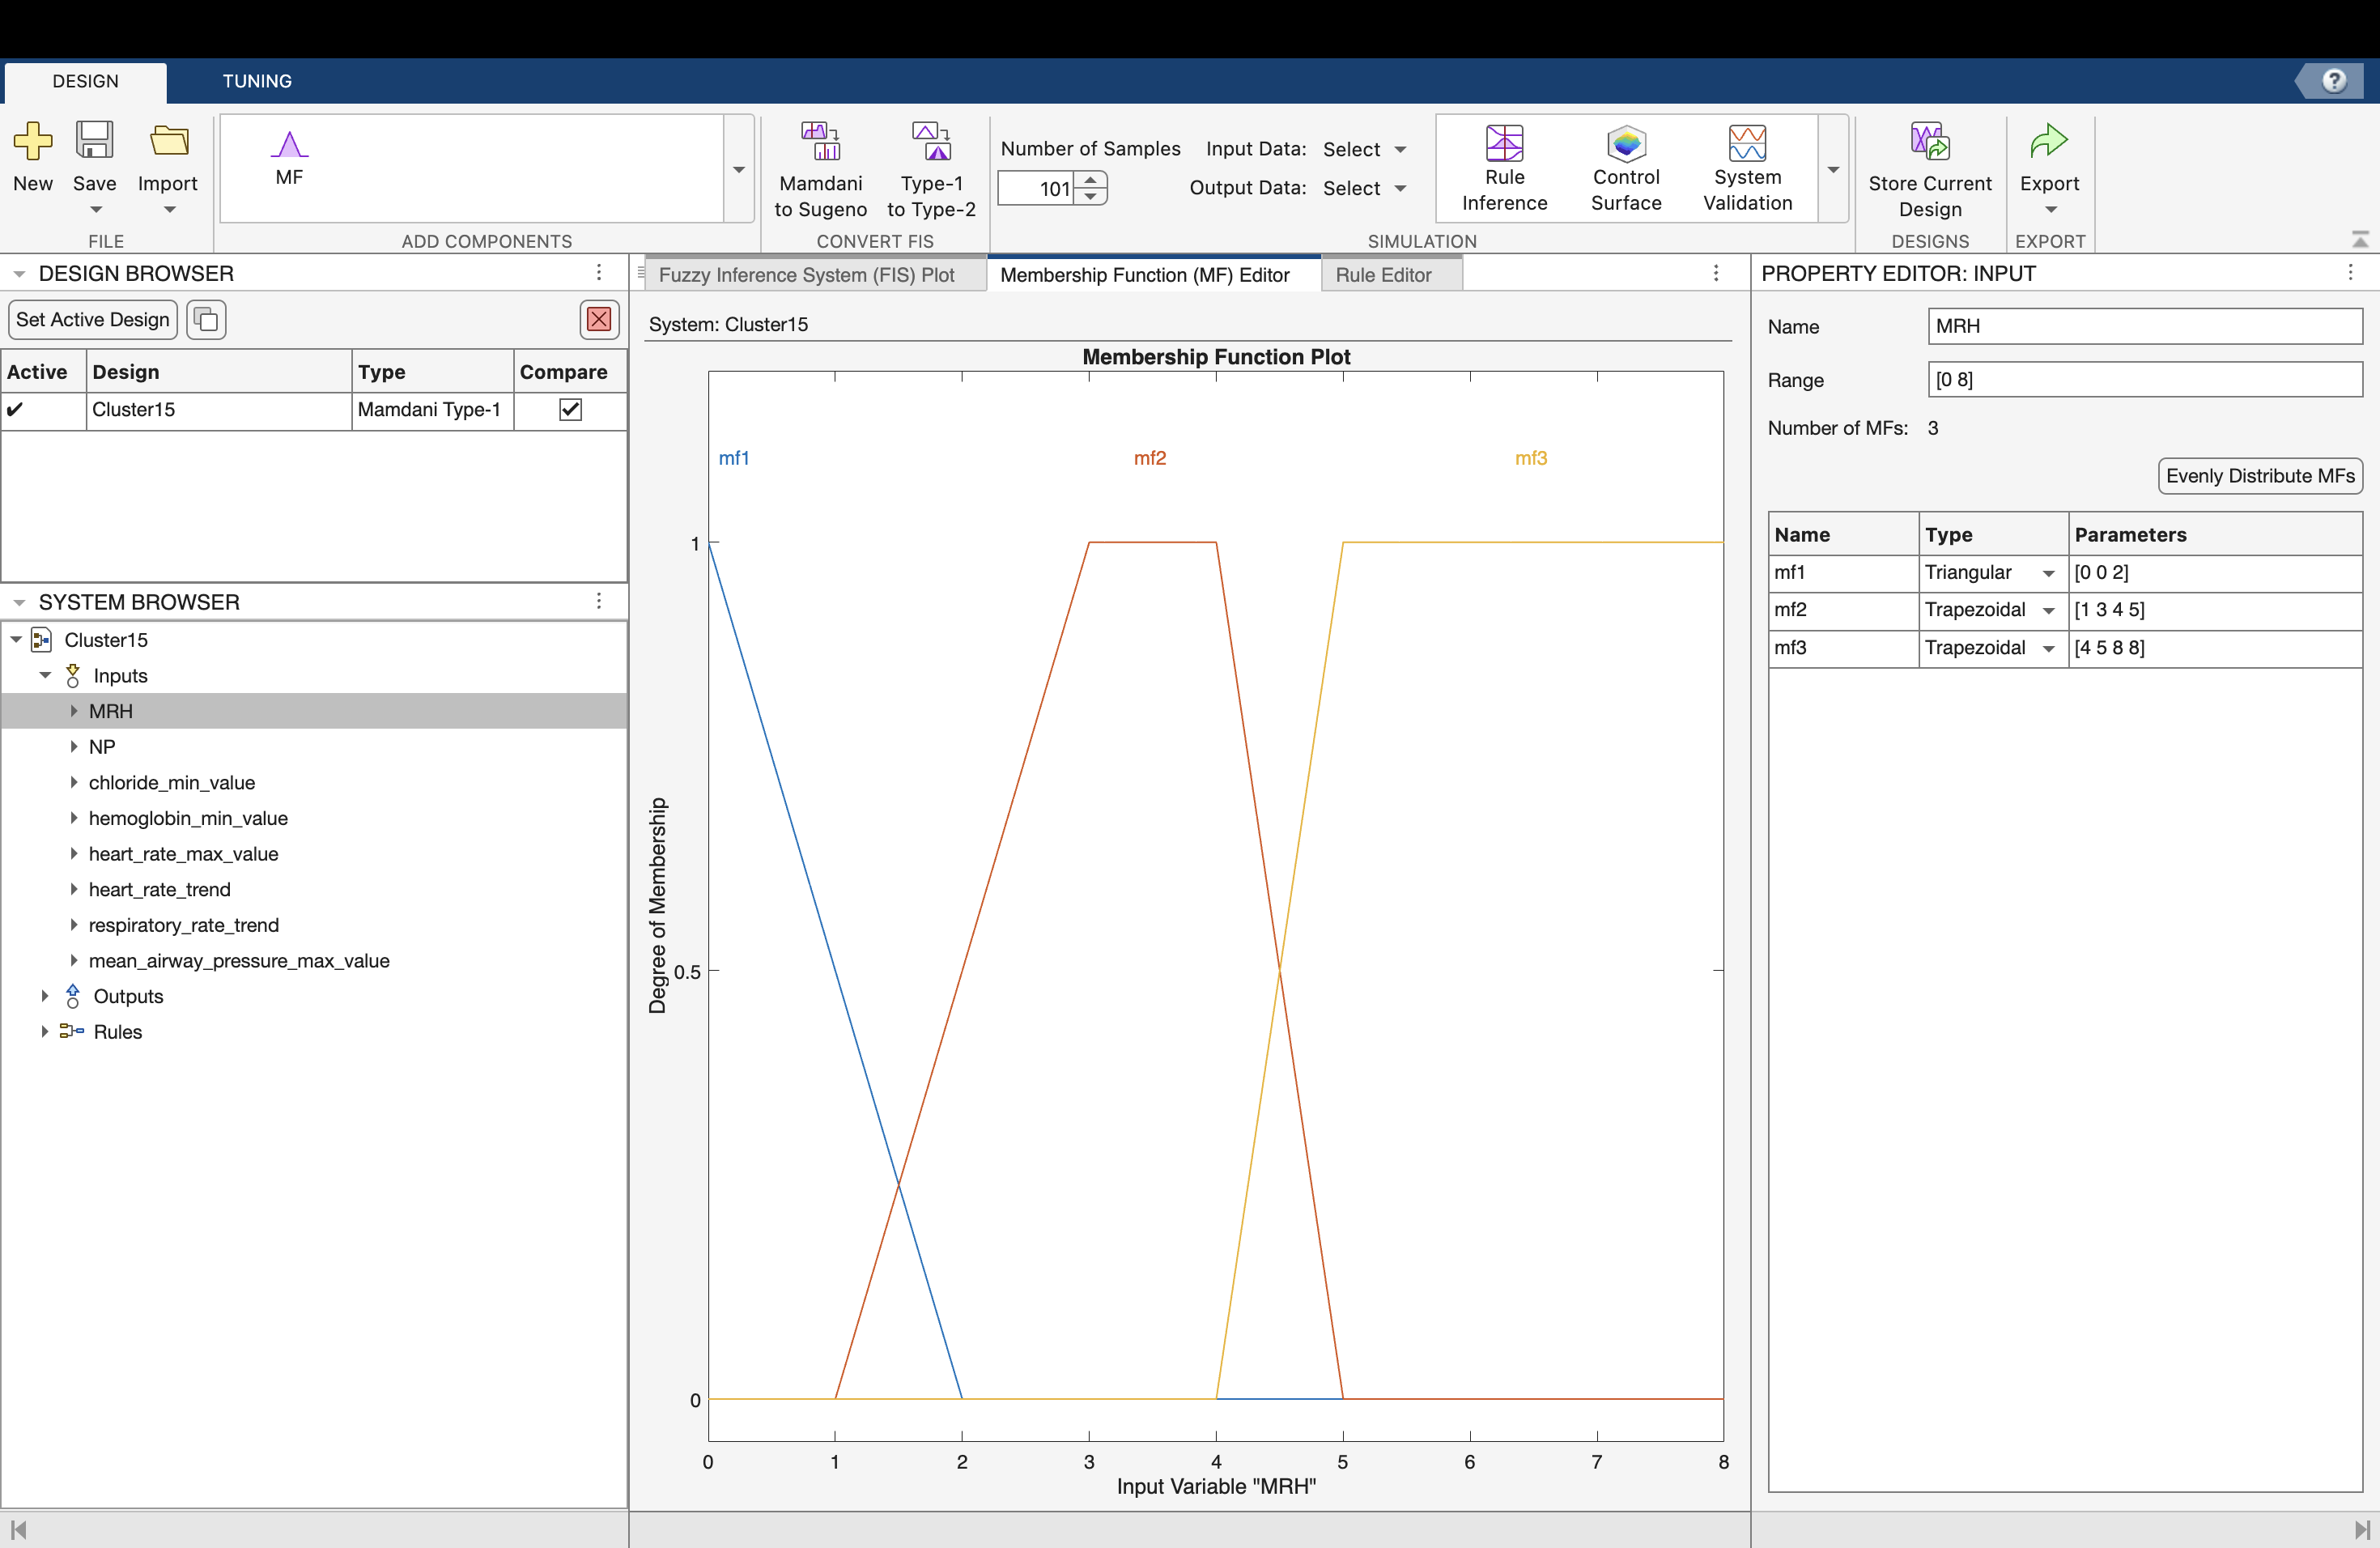 DESIGN
TUNING
New
Save
Import
FILE
MF
ADD COMPONENTS
Mamdani
to Sugeno
Type-1
to Type-2
CONVERT FIS
Number of Samples
101
Input Data: Select
Output Data: Select
Rule
Inference
Control
Surface
System
Validation
SIMULATION
Store Current
Design
DESIGNS
Export
EXPORT
?
DESIGN BROWSER
Set Active Design
Active Design Type Compare
Cluster15 Mamdani Type-1
SYSTEM BROWSER
Cluster15
Inputs
MRH
NP
chloride_min_value
hemoglobin_min_value
heart_rate_max_value
heart_rate_trend
respiratory_rate_trend
mean_airway_pressure_max_value
Outputs
Rules
Fuzzy Inference System (FIS) Plot
Membership Function (MF) Editor
Rule Editor
System: Cluster15
Membership Function Plot
mf1 mf2 mf3
1
0.5
0
Degree of Membership
0 1 2 3 4 5 6 7 8
Input Variable "MRH"
PROPERTY EDITOR: INPUT
Name MRH
Range [0 8]
Number of MFs: 3
Evenly Distribute MFs
Name Type Parameters
mf1 Triangular [0 0 2]
mf2 Trapezoidal [1 3 4 5]
mf3 Trapezoidal [4 5 8 8]